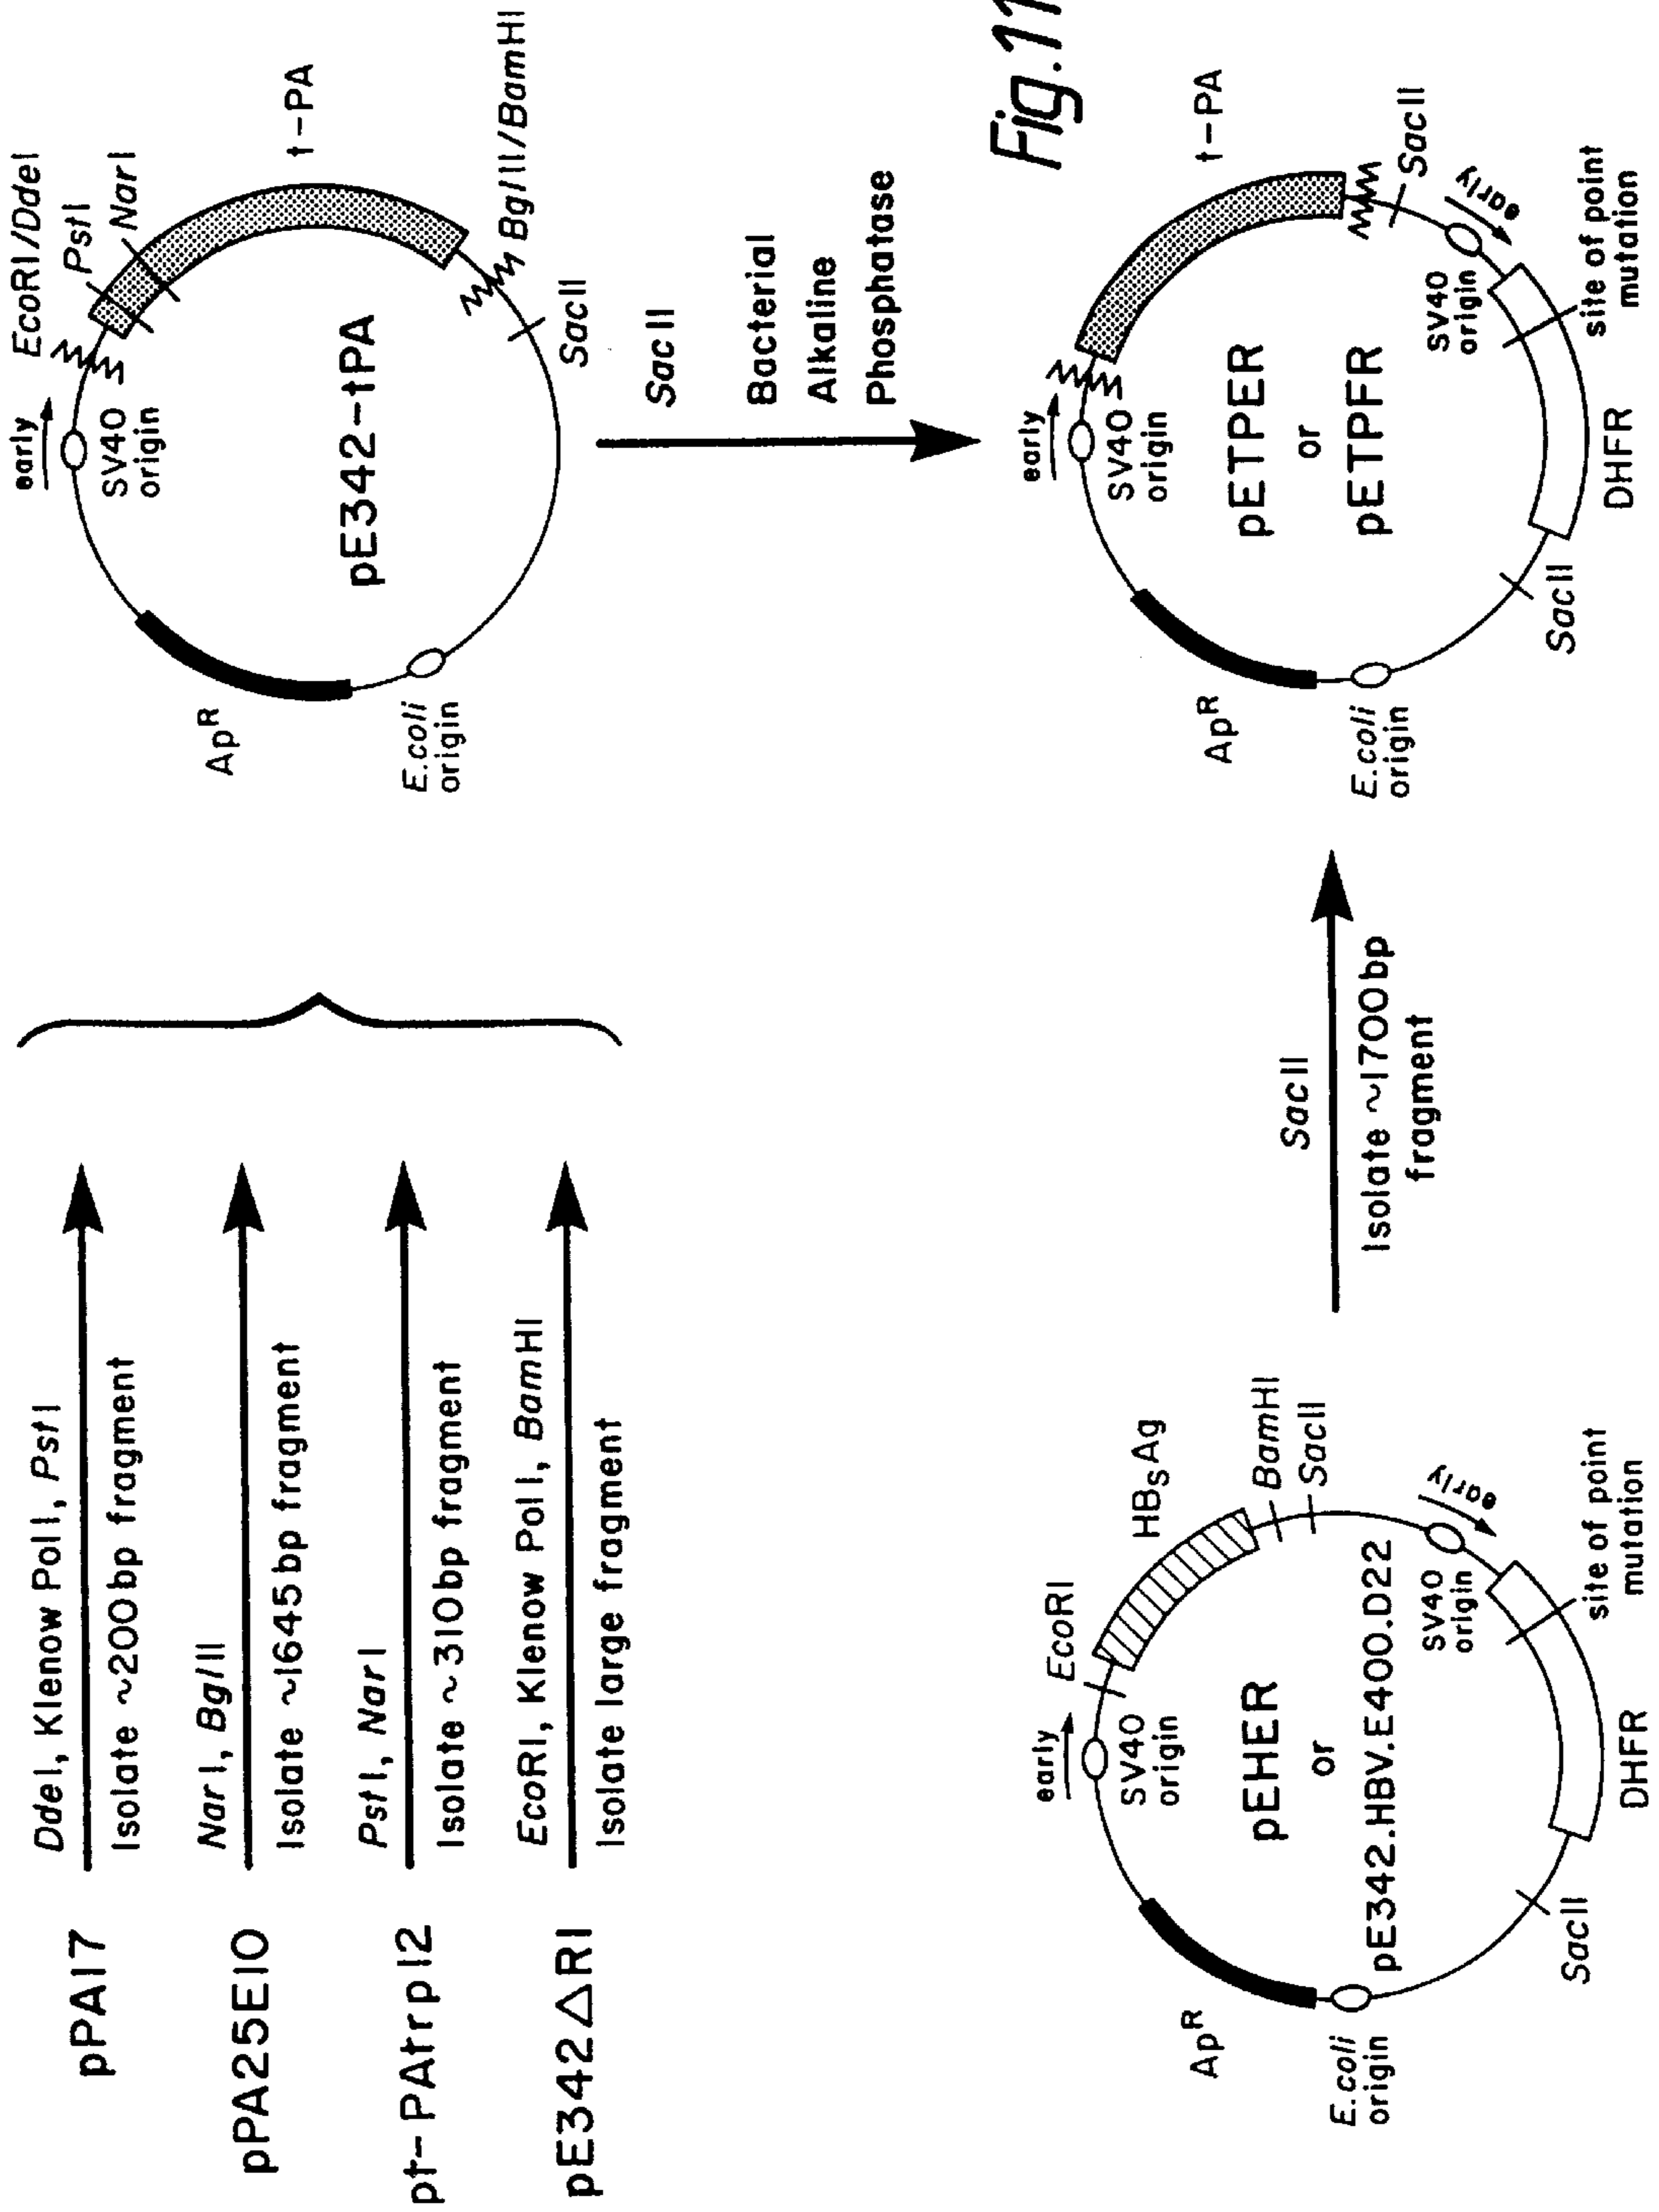 pPA17
DdeI, Klenow PolI, PstI
Isolate ~200bp fragment
pPA25E10
NarI, BglII
Isolate ~1645bp fragment
pt-PAtrp12
PstI, NarI
Isolate ~310bp fragment
pE342ΔR1
EcoRI, Klenow PolI, BamHI
Isolate large fragment
early
SV40
origin
EcoRI/DdeI
PstI
NarI
t-PA
BglII/BamHI
SacII
pE342-tPA
ApR
E.coli
origin
SacII
Bacterial
Alkaline
Phosphatase
early
SV40
origin
EcoRI
HBsAg
BamHI
SacII
pEHER
or
pE342.HBV.E400.D22
early
SV40
origin
site of point
mutation
DHFR
SacII
ApR
E.coli
origin
SacII
Isolate ~1700bp
fragment
early
SV40
origin
t-PA
SacII
pETPER
or
pETPFR
early
SV40
origin
site of point
mutation
DHFR
SacII
ApR
E.coli
origin
Fig.11